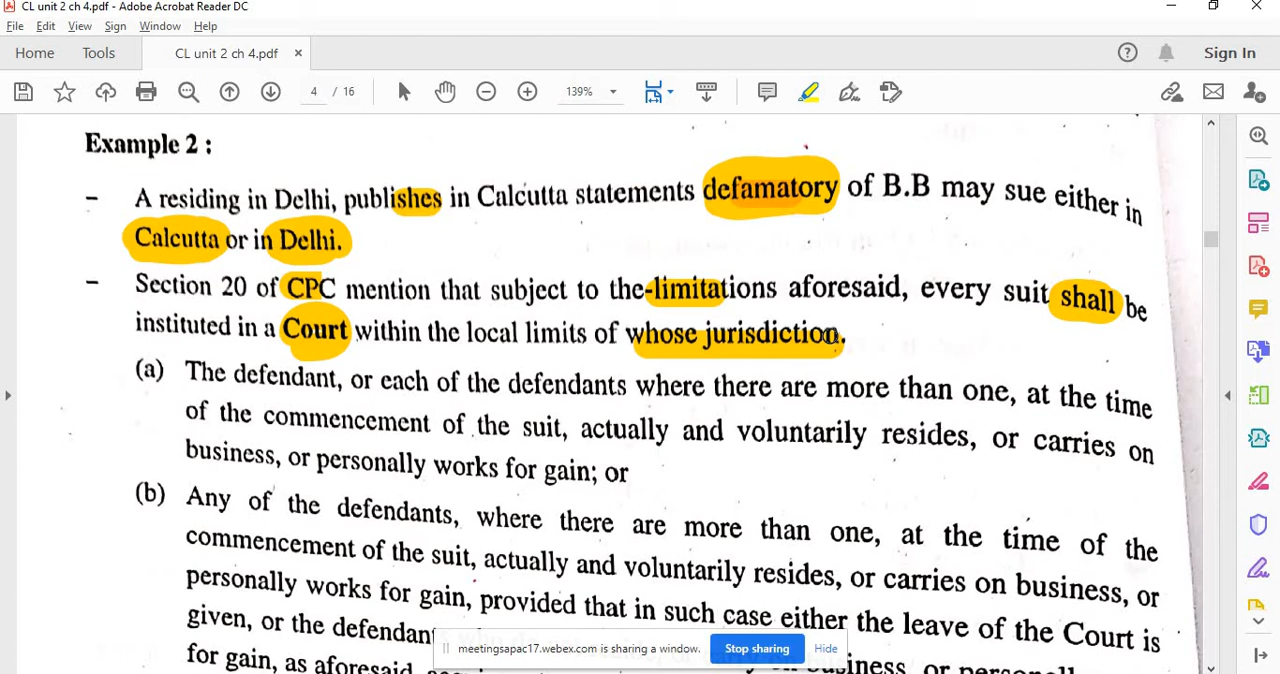 CL unit 2 ch 4.pdf - Adobe Acrobat Reader DC
File Edit View Sign Window Help
Home Tools CL unit 2 ch 4.pdf × Sign In
4 / 16 139%
Example 2 :
- A residing in Delhi, publishes in Calcutta statements defamatory of B.B may sue either in
Calcutta or in Delhi.
- Section 20 of CPC mention that subject to the-limitations aforesaid, every suit shall be
instituted in a Court within the local limits of whose jurisdiction.
(a) The defendant, or each of the defendants where there are more than one, at the time
of the commencement of the suit, actually and voluntarily resides, or carries on
business, or personally works for gain; or
(b) Any of the defendants, where there are more than one, at the time of the
commencement of the suit, actually and voluntarily resides, or carries on business, or
personally works for gain, provided that in such case either the leave of the Court is
given, or the defendant
for gain, as aforesaid
meetingsapac17.webex.com is sharing a window. Stop sharing Hide